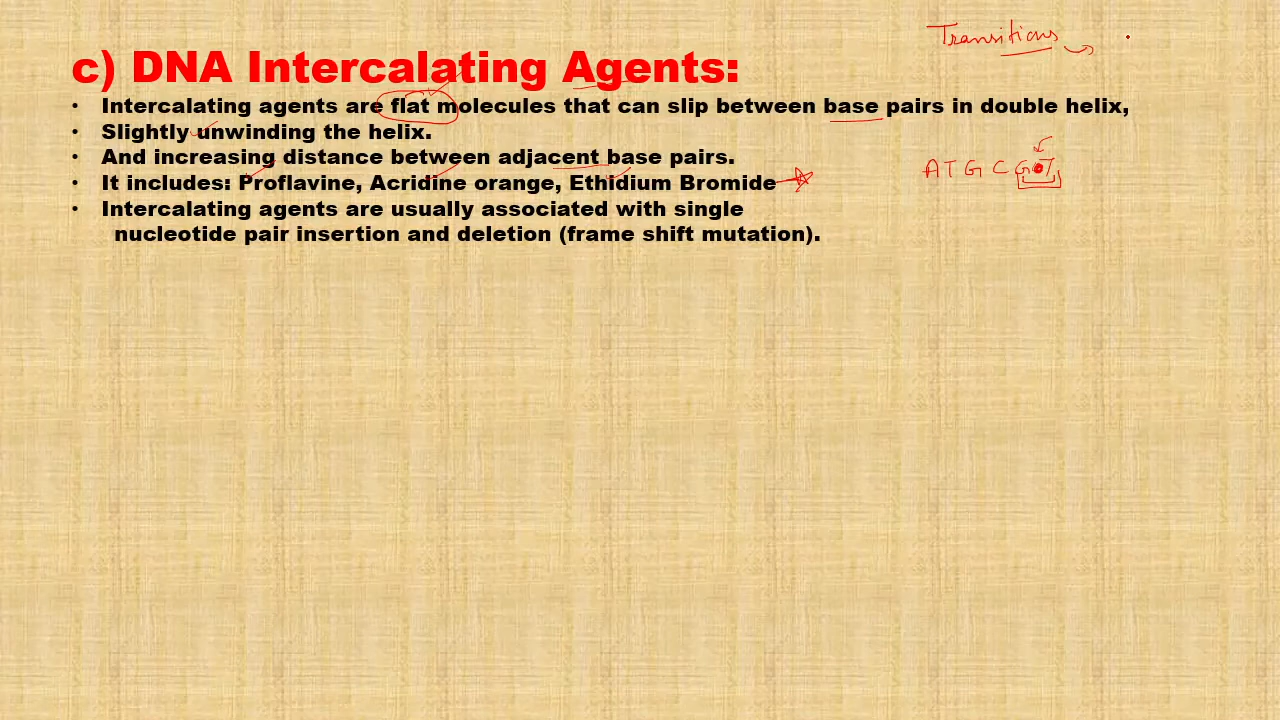 Transitions
c) DNA Intercalating Agents:
• Intercalating agents are flat molecules that can slip between base pairs in double helix,
• Slightly unwinding the helix.
• And increasing distance between adjacent base pairs.
• It includes: Proflavine, Acridine orange, Ethidium Bromide
ATGCG T
• Intercalating agents are usually associated with single
nucleotide pair insertion and deletion (frame shift mutation).